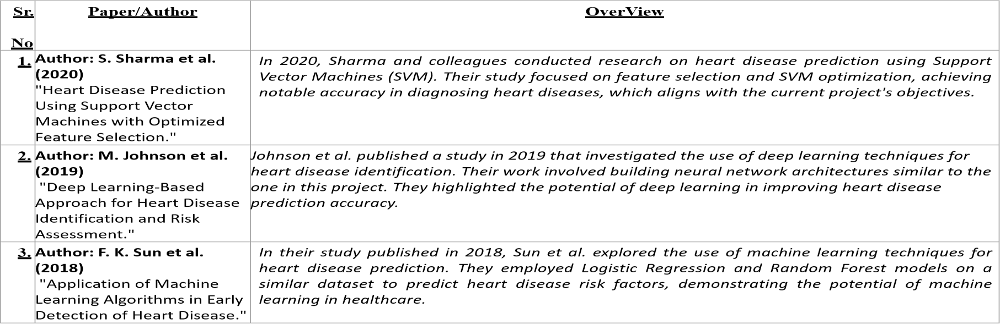 Sr. No
Paper/Author
OverView
1.
Author: S. Sharma et al.
(2020)
"Heart Disease Prediction
Using Support Vector
Machines with Optimized
Feature Selection."
In 2020, Sharma and colleagues conducted research on heart disease prediction using Support
Vector Machines (SVM). Their study focused on feature selection and SVM optimization, achieving
notable accuracy in diagnosing heart diseases, which aligns with the current project's objectives.
2.
Author: M. Johnson et al.
(2019)
"Deep Learning-Based
Approach for Heart Disease
Identification and Risk
Assessment."
Johnson et al. published a study in 2019 that investigated the use of deep learning techniques for
heart disease identification. Their work involved building neural network architectures similar to the
one in this project. They highlighted the potential of deep learning in improving heart disease
prediction accuracy.
3.
Author: F. K. Sun et al.
(2018)
"Application of Machine
Learning Algorithms in Early
Detection of Heart Disease."
In their study published in 2018, Sun et al. explored the use of machine learning techniques for
heart disease prediction. They employed Logistic Regression and Random Forest models on a
similar dataset to predict heart disease risk factors, demonstrating the potential of machine
learning in healthcare.